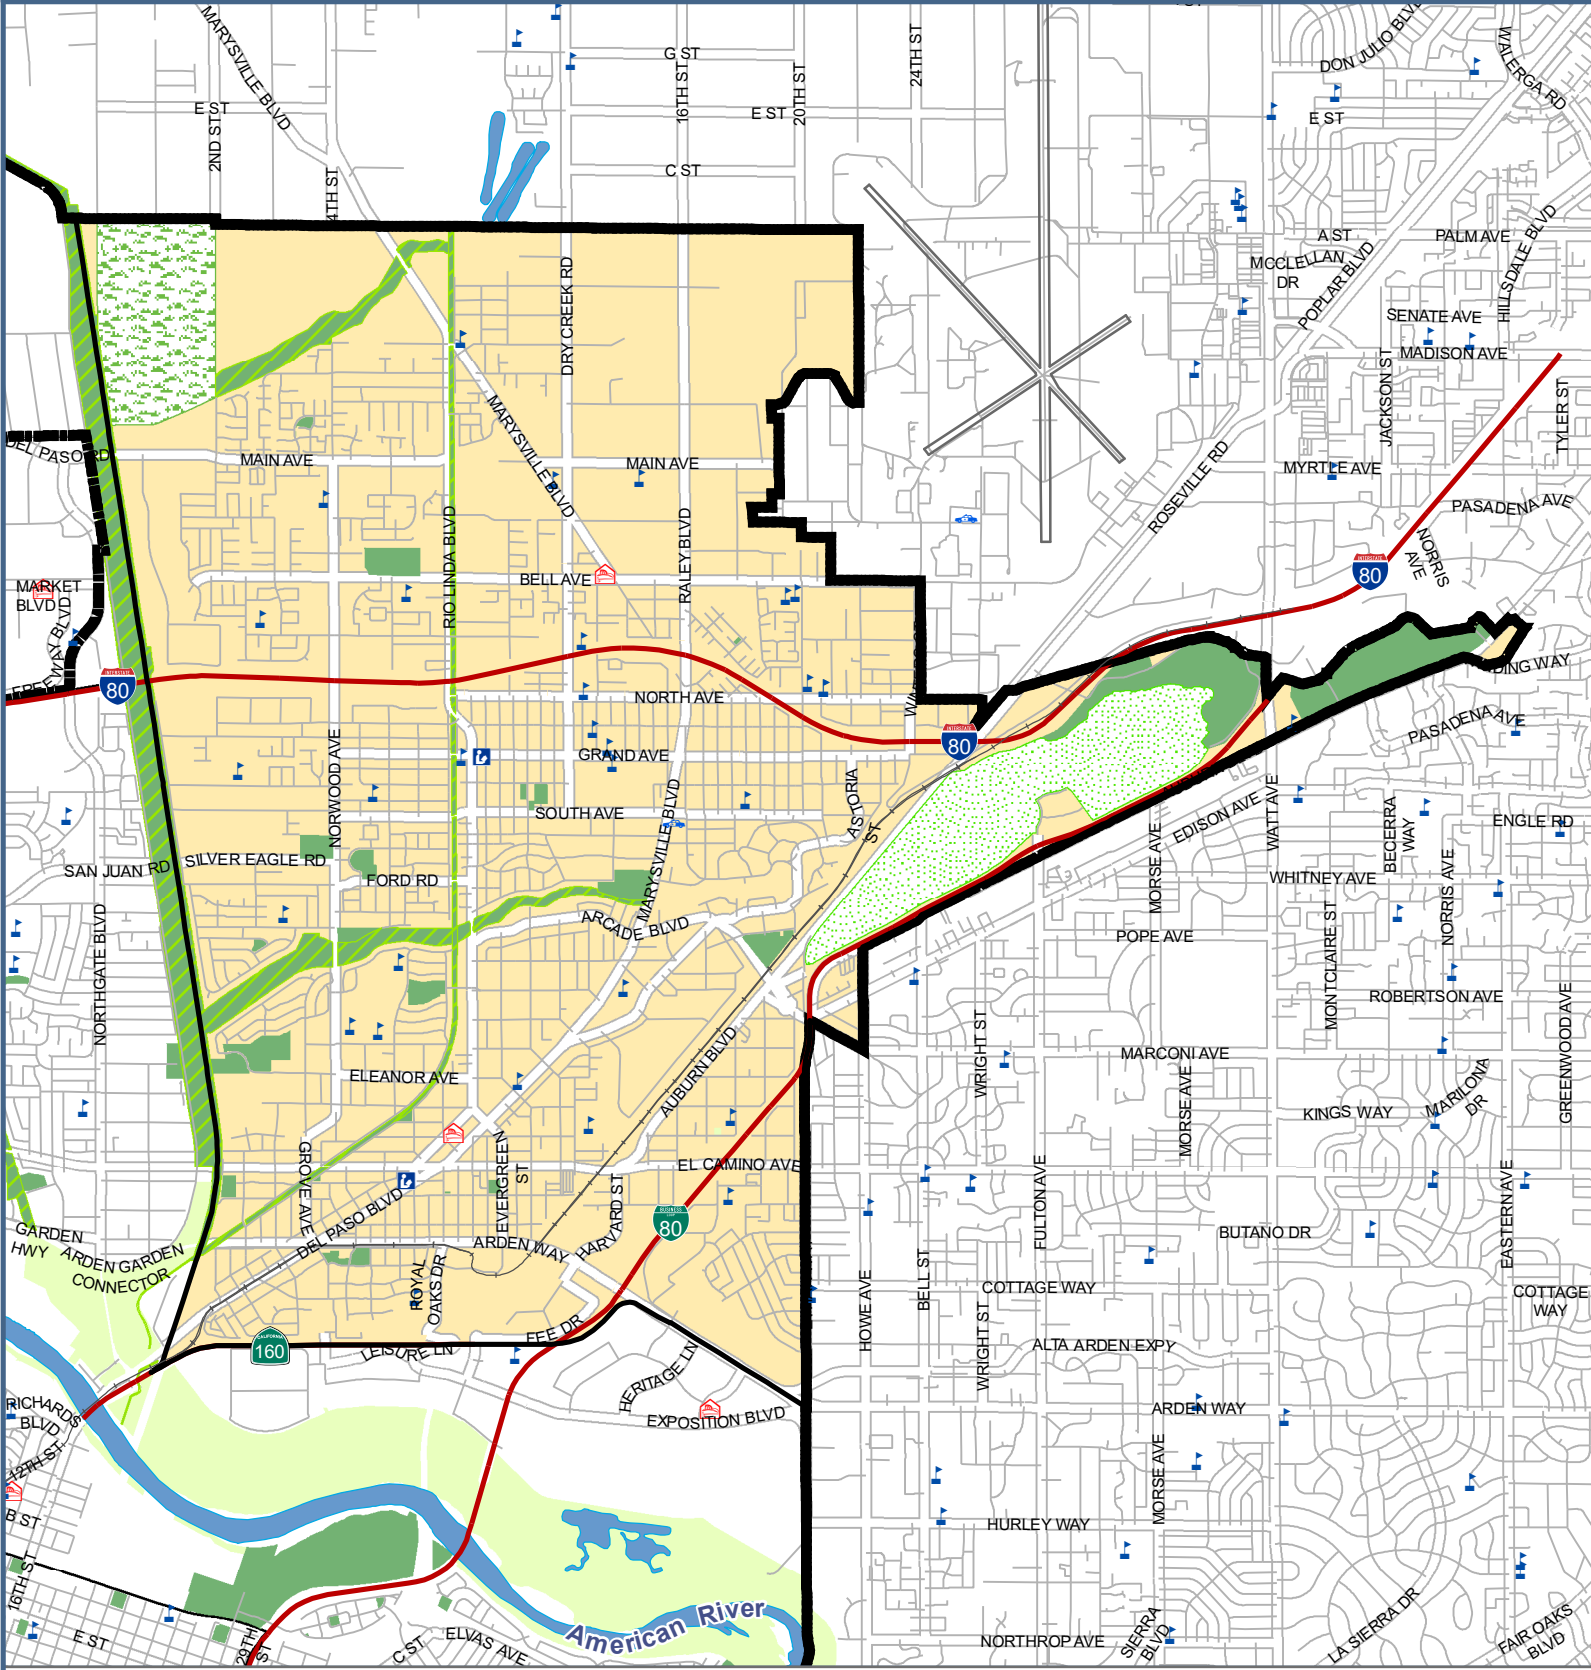 MARYSVILLE BLVD
G ST
16TH ST
20TH ST
24TH ST
DON JULIO BLVD
WALERGA RD
E ST
2ND ST
E ST
E ST
C ST
4TH ST
A ST
PALM AVE
HILLSDALE BLVD
MCCLELLAN
DR
POPLAR BLVD
DRY CREEK RD
SENATE AVE
MADISON AVE
JACKSON ST
TYLER ST
MARYSVILLE BLVD
DEL PASO RD
MAIN AVE
MAIN AVE
ROSEVILLE RD
MYRTLE AVE
PASADENA AVE
RIO LINDA BLVD
RALEY BLVD
NORRIS
AVE
INTERSTATE
80
BELL AVE
MARKET
BLVD
FREEWAY BLVD
INTERSTATE
80
NORTH AVE
DING WAY
PASADENA AVE
INTERSTATE
80
NORWOOD AVE
GRAND AVE
ASTORIA
ST
SOUTH AVE
MARYSVILLE BLVD
EDISON AVE
WATT AVE
BECERRA
WAY
ENGLE RD
MORSE AVE
SAN JUAN RD
SILVER EAGLE RD
FORD RD
WHITNEY AVE
NORRIS AVE
NORTHGATE BLVD
ARCADE BLVD
POPE AVE
MONTCLAIRE ST
ROBERTSON AVE
GREENWOOD AVE
WRIGHT ST
MARCONI AVE
AUBURN BLVD
ELEANOR AVE
MORSE AVE
KINGS WAY
MARILONA
DR
GROVE AVE
EVERGREEN
ST
EL CAMINO AVE
HARVARD ST
FULTON AVE
EASTERN AVE
DEL PASO BLVD
BUSINESS LOOP
80
GARDEN
HWY
ARDEN GARDEN
CONNECTOR
ARDEN WAY
BUTANO DR
ROYAL
OAKS DR
HOWE AVE
BELL ST
COTTAGE WAY
COTTAGE
WAY
CALIFORNIA
160
LEISURE LN
FEE DR
WRIGHT ST
ALTA ARDEN EXPY
HERITAGE LN
RICHARDS
BLVD
EXPOSITION BLVD
ARDEN WAY
12TH ST
MORSE AVE
B ST
HURLEY WAY
16TH ST
American River
E ST
29TH
ST
C ST
ELVAS AVE
NORTHROP AVE
SIERRA
BLVD
LA SIERRA DR
FAIR OAKS
BLVD